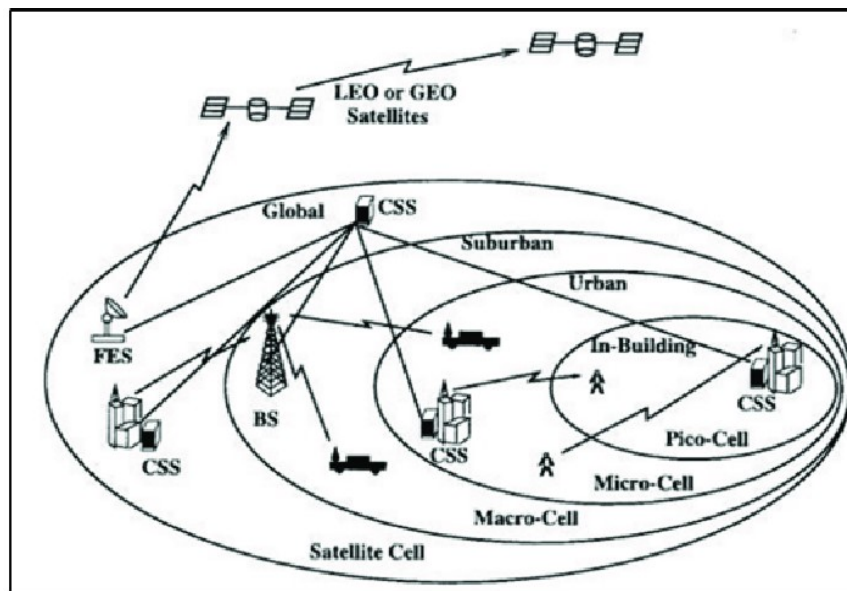 LEO or GEO
Satellites
Global
CSS
Suburban
Urban
FES
In-Building
BS
CSS
CSS
CSS
Pico-Cell
Micro-Cell
Macro-Cell
Satellite Cell